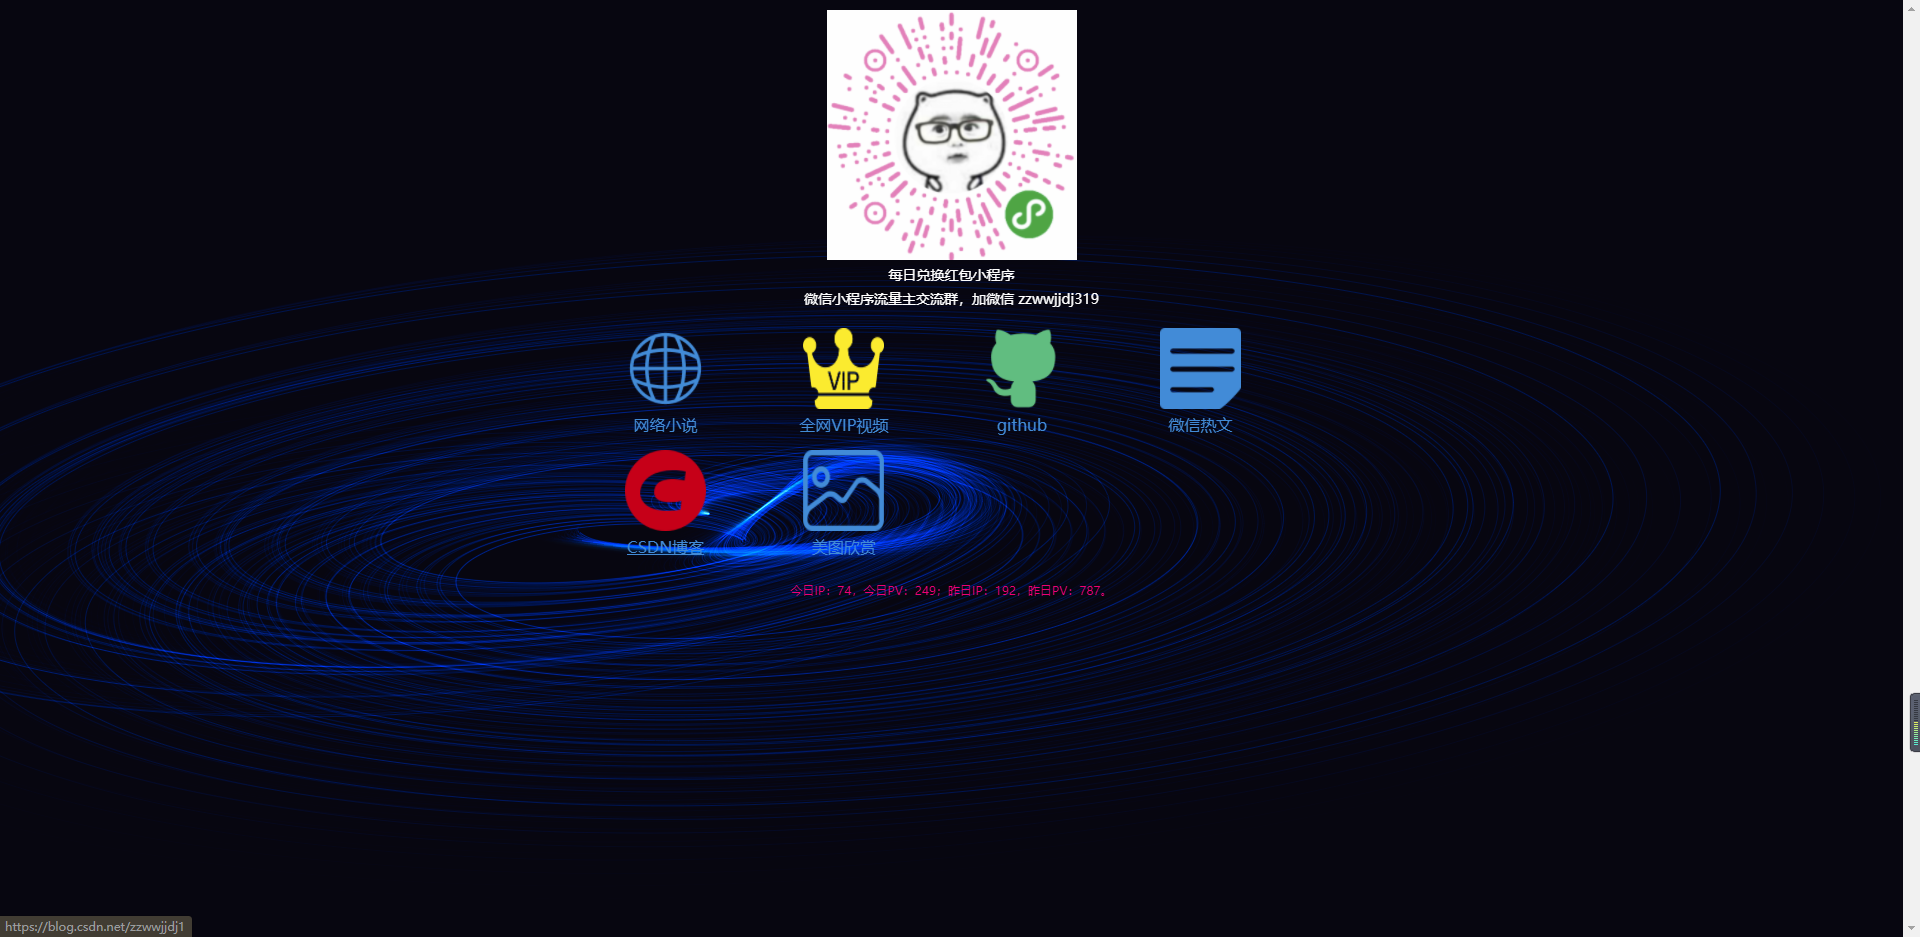 每日兑换红包小程序
微信小程序流量主交流群，加微信 zzwwjjdj319
网络小说
VIP
全网VIP视频
github
微信热文
CSDN博客
美图欣赏
今日IP：74，今日PV：249；昨日IP：192，昨日PV：787。
https://blog.csdn.net/zzwwjjdj1